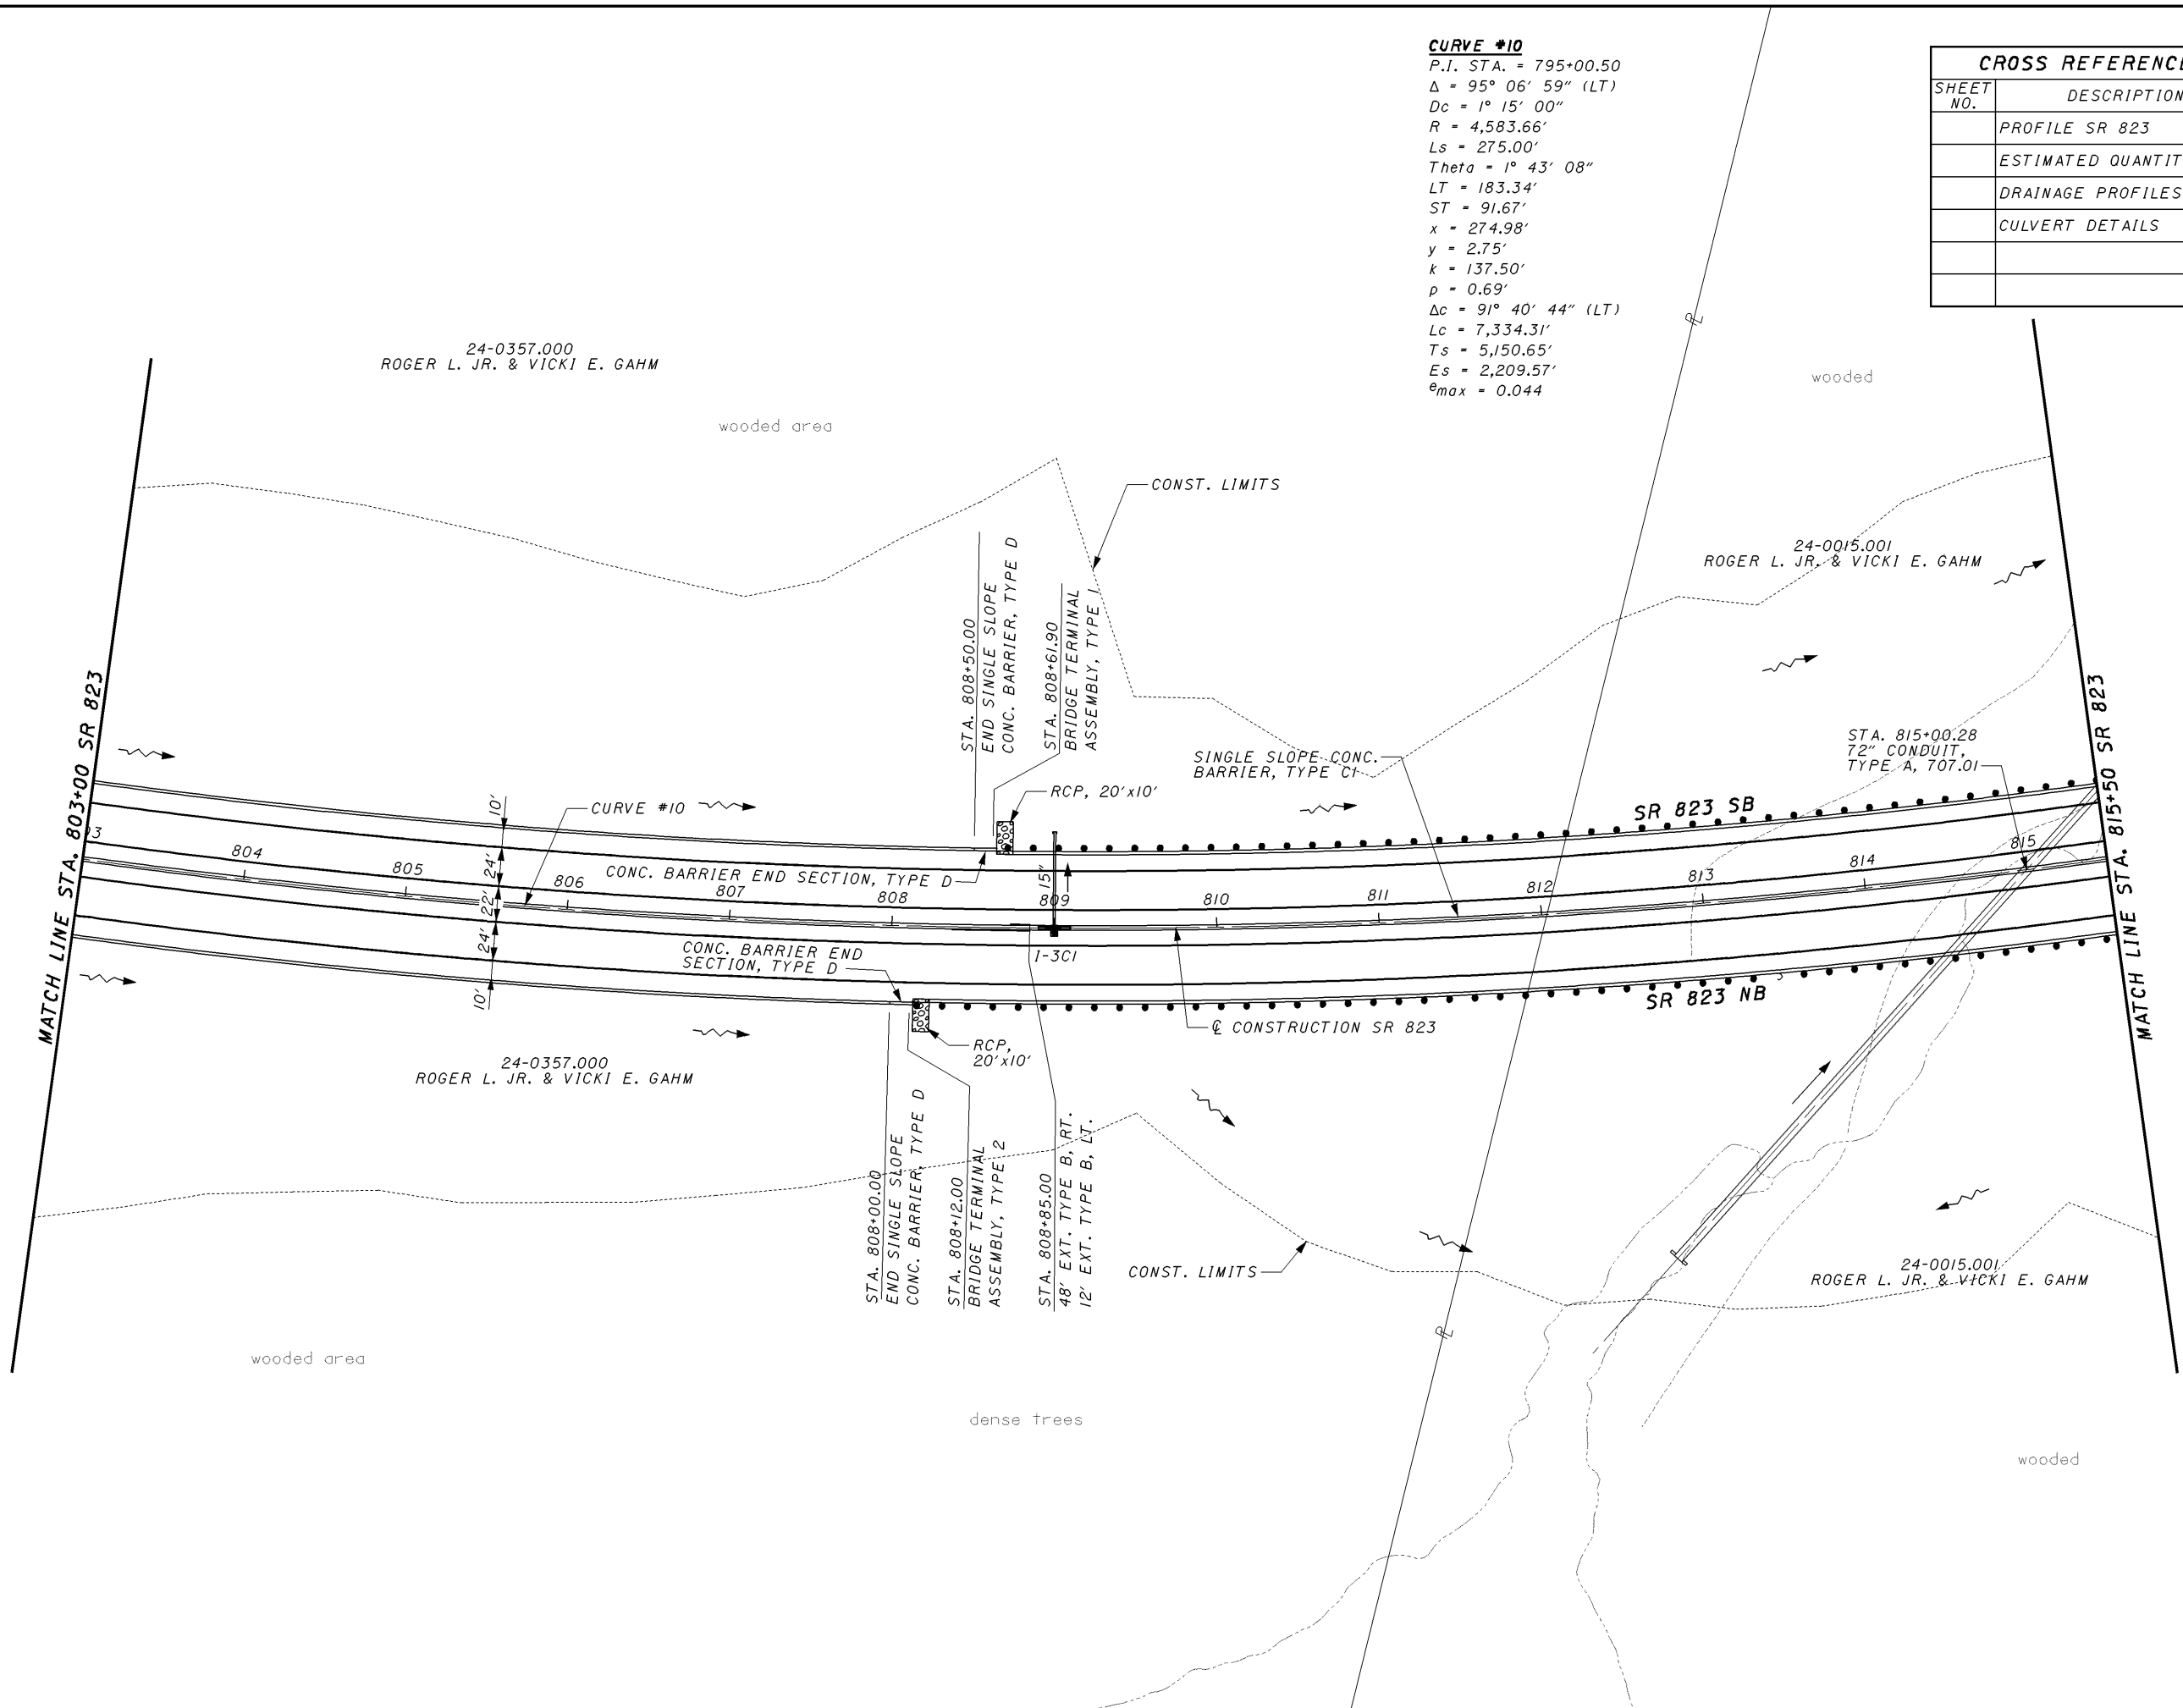 CURVE #10
P.I. STA. = 795+00.50
Δ = 95° 06′ 59″ (LT)
Dc = 1° 15′ 00″
R = 4,583.66′
Ls = 275.00′
Theta = 1° 43′ 08″
LT = 183.34′
ST = 91.67′
x = 274.98′
y = 2.75′
k = 137.50′
p = 0.69′
Δc = 91° 40′ 44″ (LT)
Lc = 7,334.31′
Ts = 5,150.65′
Es = 2,209.57′
emax = 0.044
CROSS REFERENCE
SHEET NO.
DESCRIPTION
PROFILE SR 823
ESTIMATED QUANTIT
DRAINAGE PROFILES
CULVERT DETAILS
℄
24-0357.000
ROGER L. JR. & VICKI E. GAHM
wooded
wooded area
CONST. LIMITS
24-0015.001
ROGER L. JR. & VICKI E. GAHM
STA. 808+50.00
END SINGLE SLOPE
CONC. BARRIER, TYPE D
STA. 808+61.90
BRIDGE TERMINAL
ASSEMBLY, TYPE 1
MATCH LINE STA. 803+00 SR 823
MATCH LINE STA. 815+50 SR 823
STA. 815+00.28
72″ CONDUIT,
TYPE A, 707.01
SINGLE SLOPE CONC.
BARRIER, TYPE C1
RCP, 20′x10′
SR 823 SB
CURVE #10
10′
24′
22′
24′
10′
03
804
805
806
807
808
809
810
811
812
813
814
815
CONC. BARRIER END SECTION, TYPE D
15″
CONC. BARRIER END
SECTION, TYPE D
1-3C1
SR 823 NB
℄ CONSTRUCTION SR 823
RCP,
20′x10′
24-0357.000
ROGER L. JR. & VICKI E. GAHM
STA. 808+00.00
END SINGLE SLOPE
CONC. BARRIER, TYPE D
STA. 808+12.00
BRIDGE TERMINAL
ASSEMBLY, TYPE 2
STA. 808+85.00
48′ EXT. TYPE B, RT.
12′ EXT. TYPE B, LT.
CONST. LIMITS
24-0015.001
ROGER L. JR. & VICKI E. GAHM
wooded area
dense trees
wooded